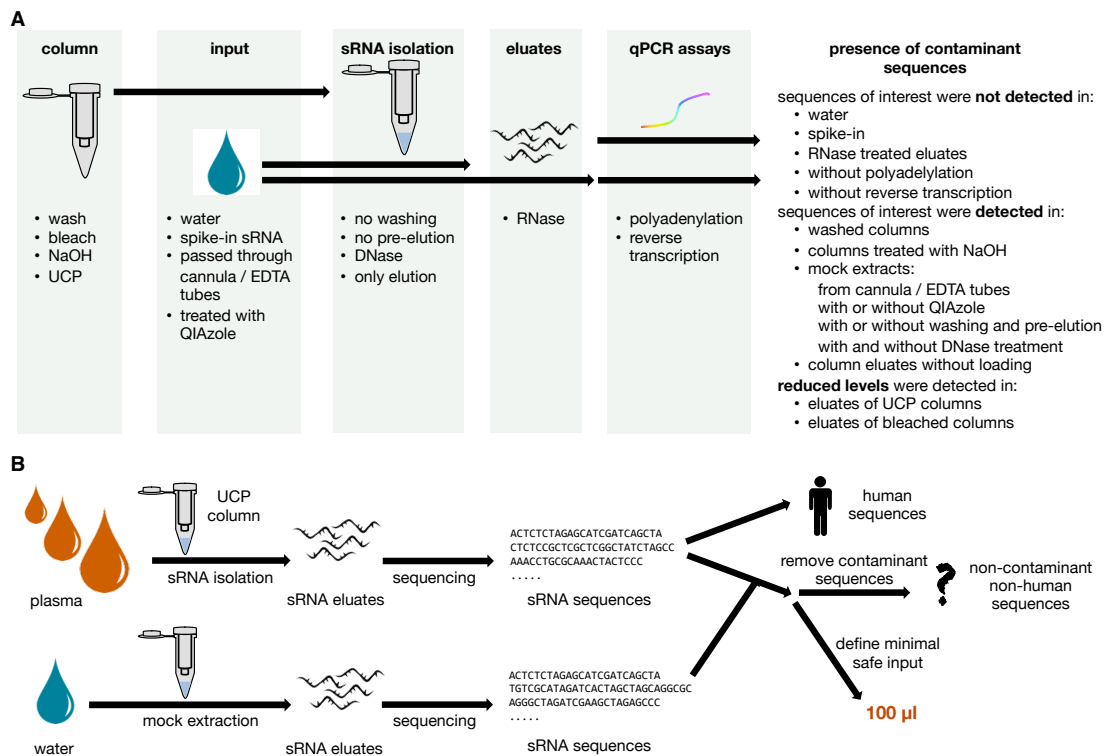 A
column
input
sRNA isolation
eluates
qPCR assays
presence of contaminant
sequences
• wash
• bleach
• NaOH
• UCP
• water
• spike-in sRNA
• passed through
cannula / EDTA
tubes
• treated with
QIAzole
• no washing
• no pre-elution
• DNase
• only elution
• RNase
• polyadenylation
• reverse
transcription
sequences of interest were not detected in:
• water
• spike-in
• RNase treated eluates
• without polyadelylation
• without reverse transcription
sequences of interest were detected in:
• washed columns
• columns treated with NaOH
• mock extracts:
from cannula / EDTA tubes
with or without QIAzole
with or without washing and pre-elution
with and without DNase treatment
• column eluates without loading
reduced levels were detected in:
• eluates of UCP columns
• eluates of bleached columns
B
plasma
UCP
column
sRNA isolation
sRNA eluates
sequencing
ACTCTCTAGAGCATCGATCAGCTA
CTCTCCGCTCGCTCGGCTATCTAGCC
AAACCTGCGCAAACTACTCCC
.....
sRNA sequences
human
sequences
remove contaminant
sequences
non-contaminant
non-human
sequences
define minimal
safe input
100 µl
water
mock extraction
sRNA eluates
sequencing
ACTCTCTAGAGCATCGATCAGCTA
TGTCGCATAGATCACTAGCTAGCAGGCGC
AGGGCTAGATCGAAGCTAGAGCCC
.....
sRNA sequences